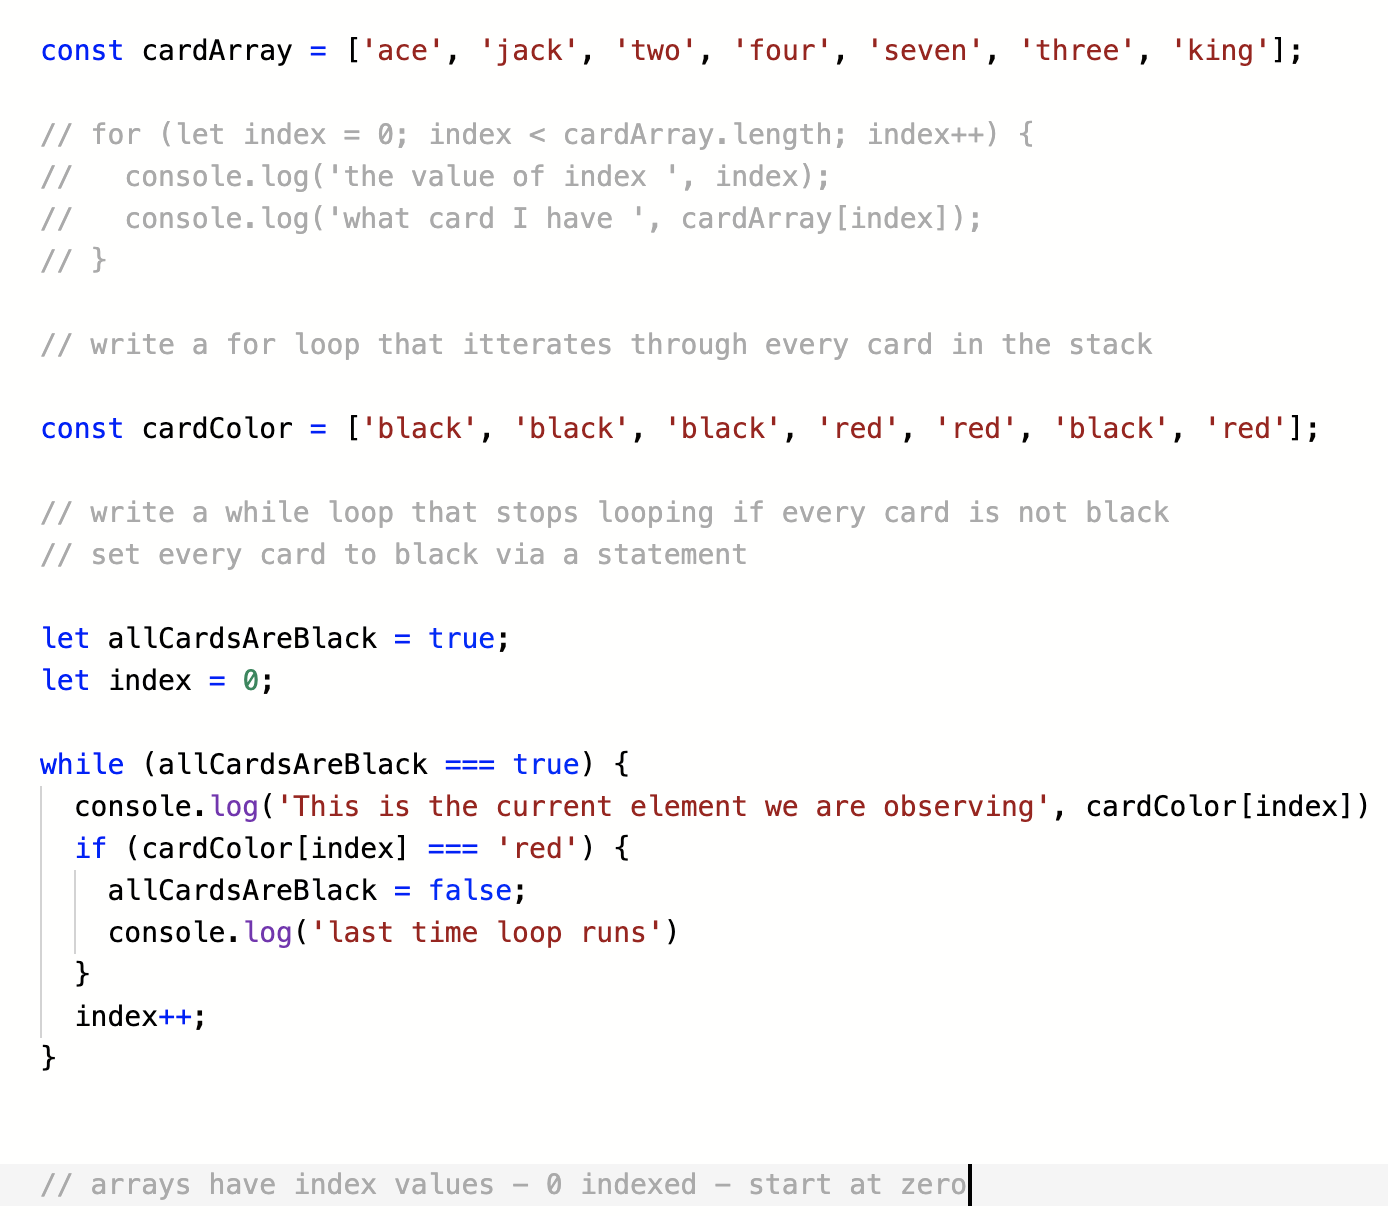 const cardArray = ['ace', 'jack', 'two', 'four', 'seven', 'three', 'king'];
// for (let index = 0; index < cardArray.length; index++) {
//   console.log('the value of index ', index);
//   console.log('what card I have ', cardArray[index]);
// }
// write a for loop that itterates through every card in the stack
const cardColor = ['black', 'black', 'black', 'red', 'red', 'black', 'red'];
// write a while loop that stops looping if every card is not black
// set every card to black via a statement
let allCardsAreBlack = true;
let index = 0;
while (allCardsAreBlack === true) {
  console.log('This is the current element we are observing', cardColor[index])
  if (cardColor[index] === 'red') {
    allCardsAreBlack = false;
    console.log('last time loop runs')
  }
  index++;
}
// arrays have index values – 0 indexed – start at zero